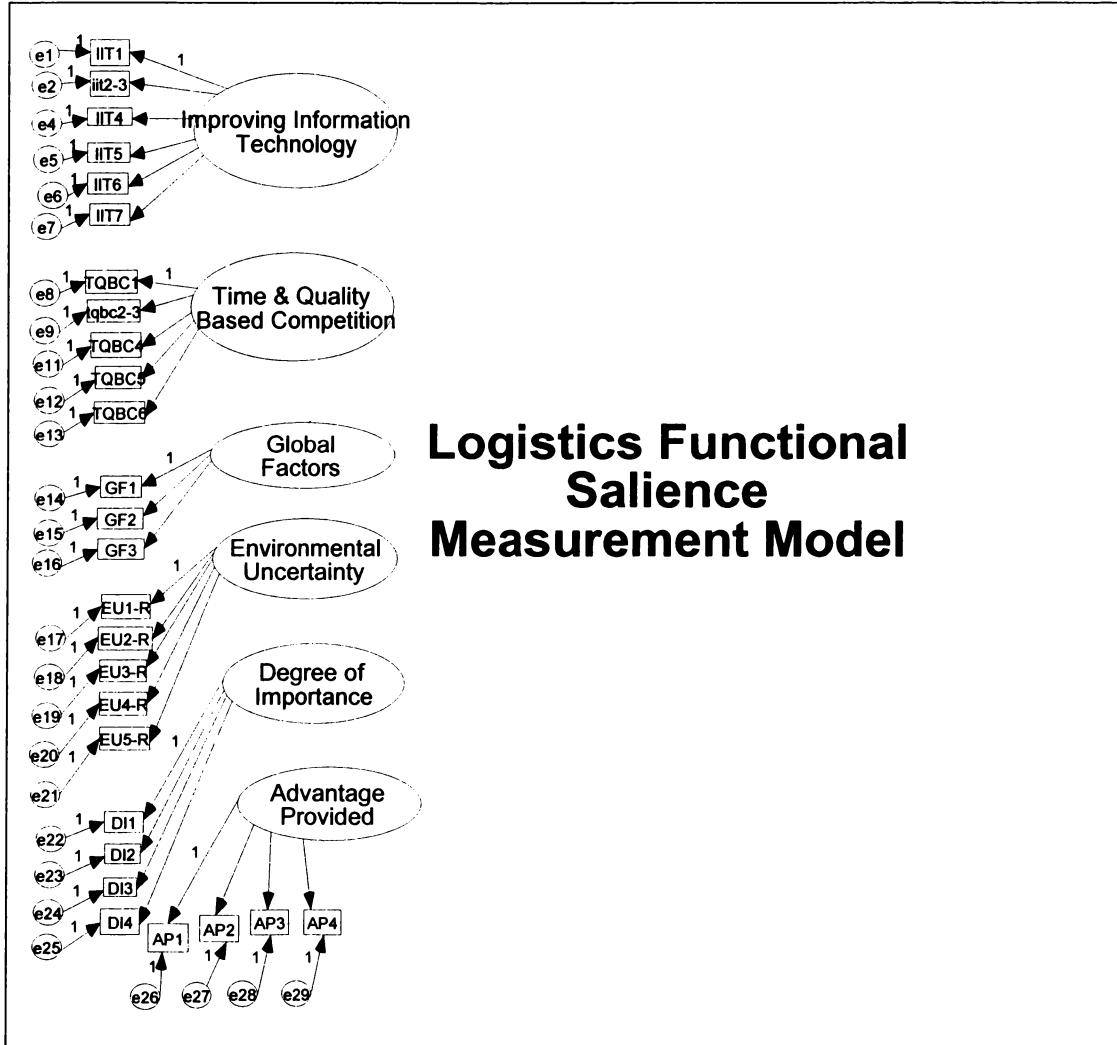 1
e1
IIT1
1
1
e2
iit2-3
1
e4
IIT4
Improving Information
Technology
1
e5
IIT5
1
e6
IIT6
1
e7
IIT7
1
e8
TQBC1
1
1
e9
tqbc2-3
Time & Quality
Based Competition
1
e11
TQBC4
1
e12
TQBC5
1
e13
TQBC6
Global
Factors
1
e14
GF1
1
1
e15
GF2
1
e16
GF3
Logistics Functional
Salience
Measurement Model
Environmental
Uncertainty
1
1
e17
EU1-R
1
e18
EU2-R
1
e19
EU3-R
1
e20
EU4-R
1
e21
EU5-R
Degree of
Importance
1
1
e22
DI1
1
e23
DI2
1
e24
DI3
1
e25
DI4
Advantage
Provided
1
AP1
AP2
AP3
AP4
1
1
1
1
e26
e27
e28
e29